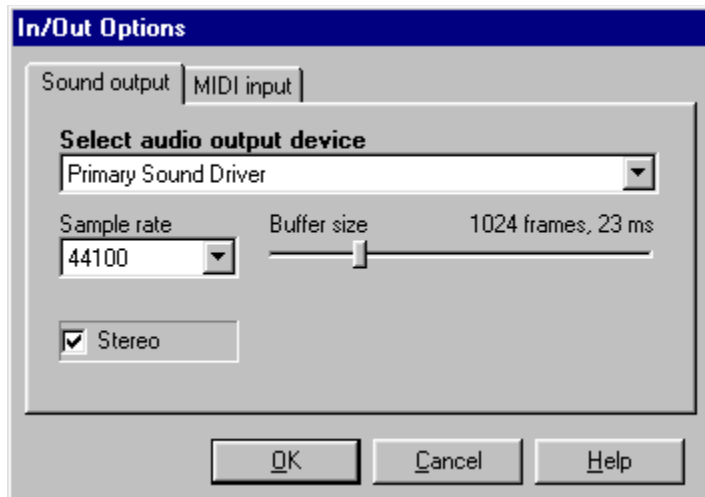 In/Out Options
Sound output MIDI input
Select audio output device
Primary Sound Driver
Sample rate Buffer size 1024 frames, 23 ms
44100
Stereo
OK Cancel Help